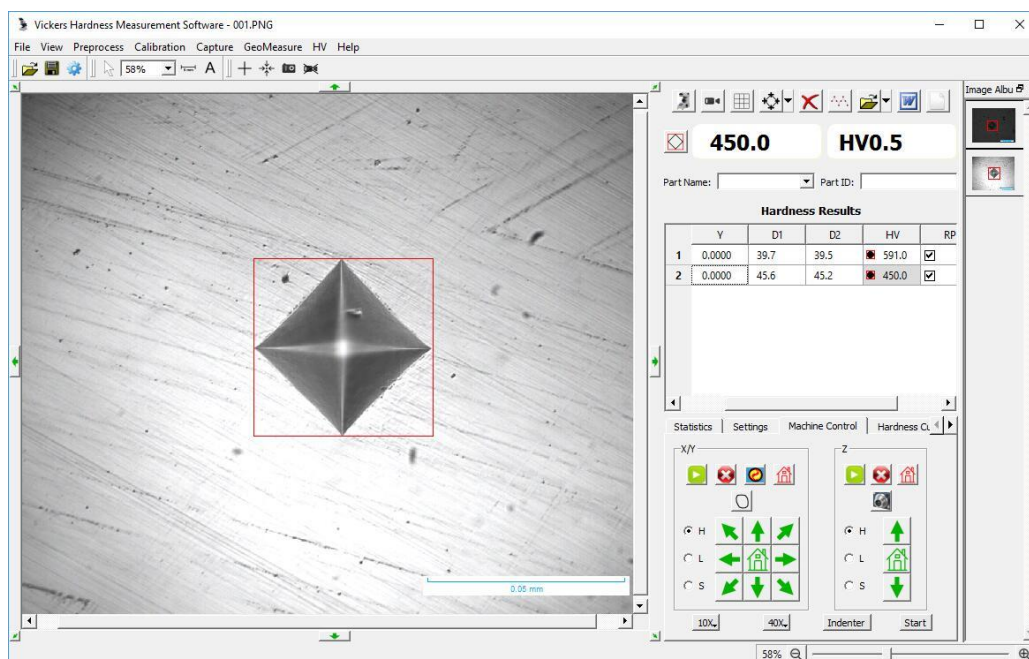 Vickers Hardness Measurement Software - 001.PNG
File View Preprocess Calibration Capture GeoMeasure HV Help
58% A
Image Albu
450.0 HV0.5
Part Name: Part ID:
Hardness Results
Y D1 D2 HV RP
1 0.0000 39.7 39.5 591.0
2 0.0000 45.6 45.2 450.0
Statistics Settings Machine Control Hardness Cu
X/Y Z
H H
L L
S S
0.05 mm
10X 40X Indenter Start
58%